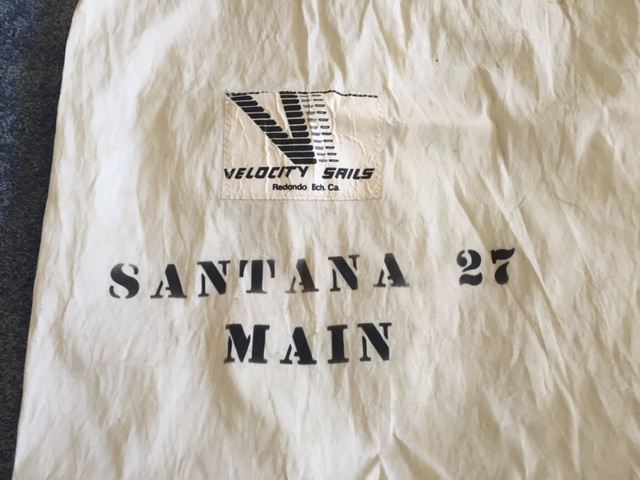 VELOCITY SAILS
Redondo Bch. Ca.
SANTANA 27
MAIN